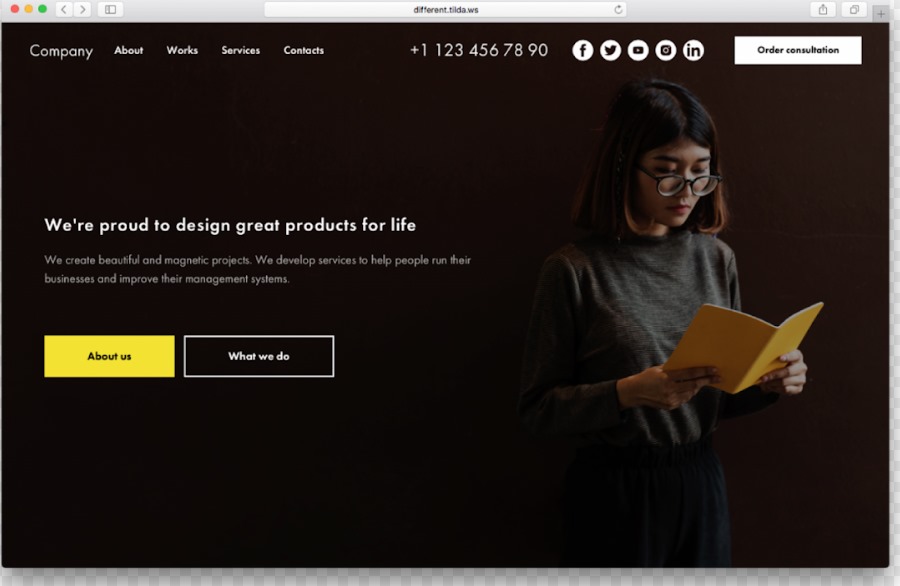 different.tilda.ws
Company About Works Services Contacts +1 123 456 78 90 Order consultation
We're proud to design great products for life
We create beautiful and magnetic projects. We develop services to help people run their
businesses and improve their management systems.
About us What we do